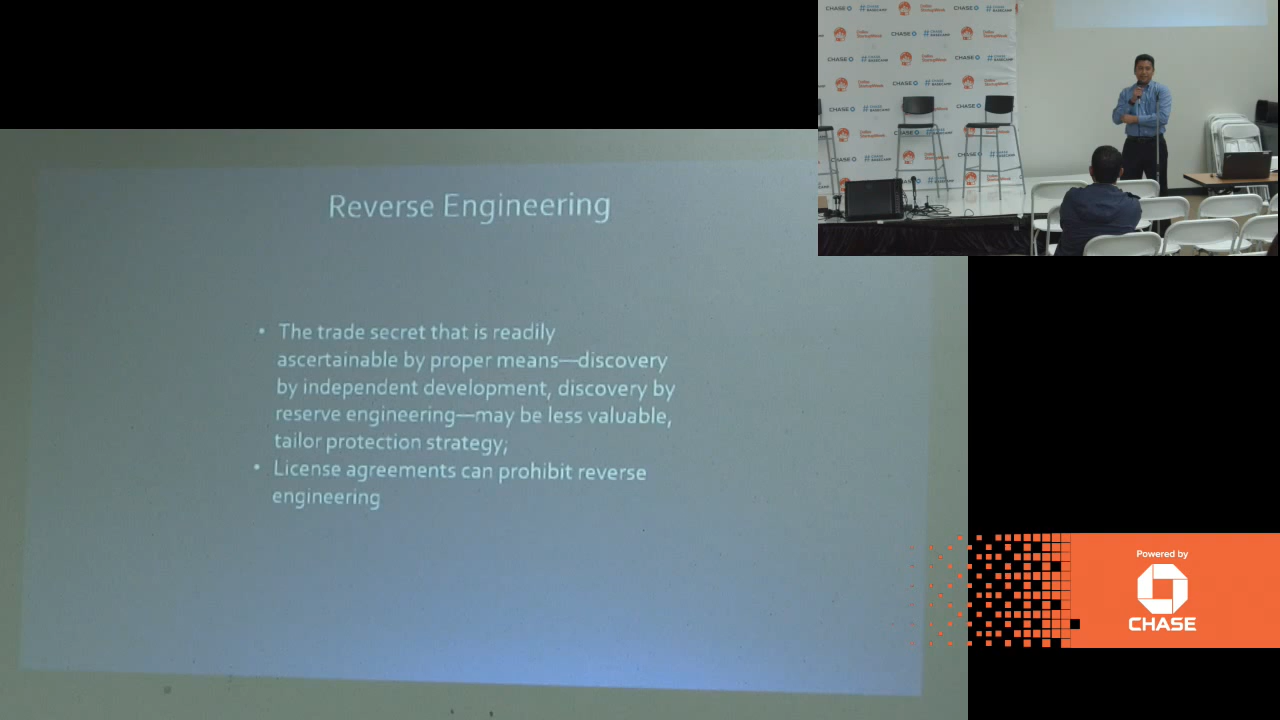 Reverse Engineering
• The trade secret that is readily
ascertainable by proper means—discovery
by independent development, discovery by
reserve engineering—may be less valuable,
tailor protection strategy;
• License agreements can prohibit reverse
engineering
CHASE
Powered by
CHASE